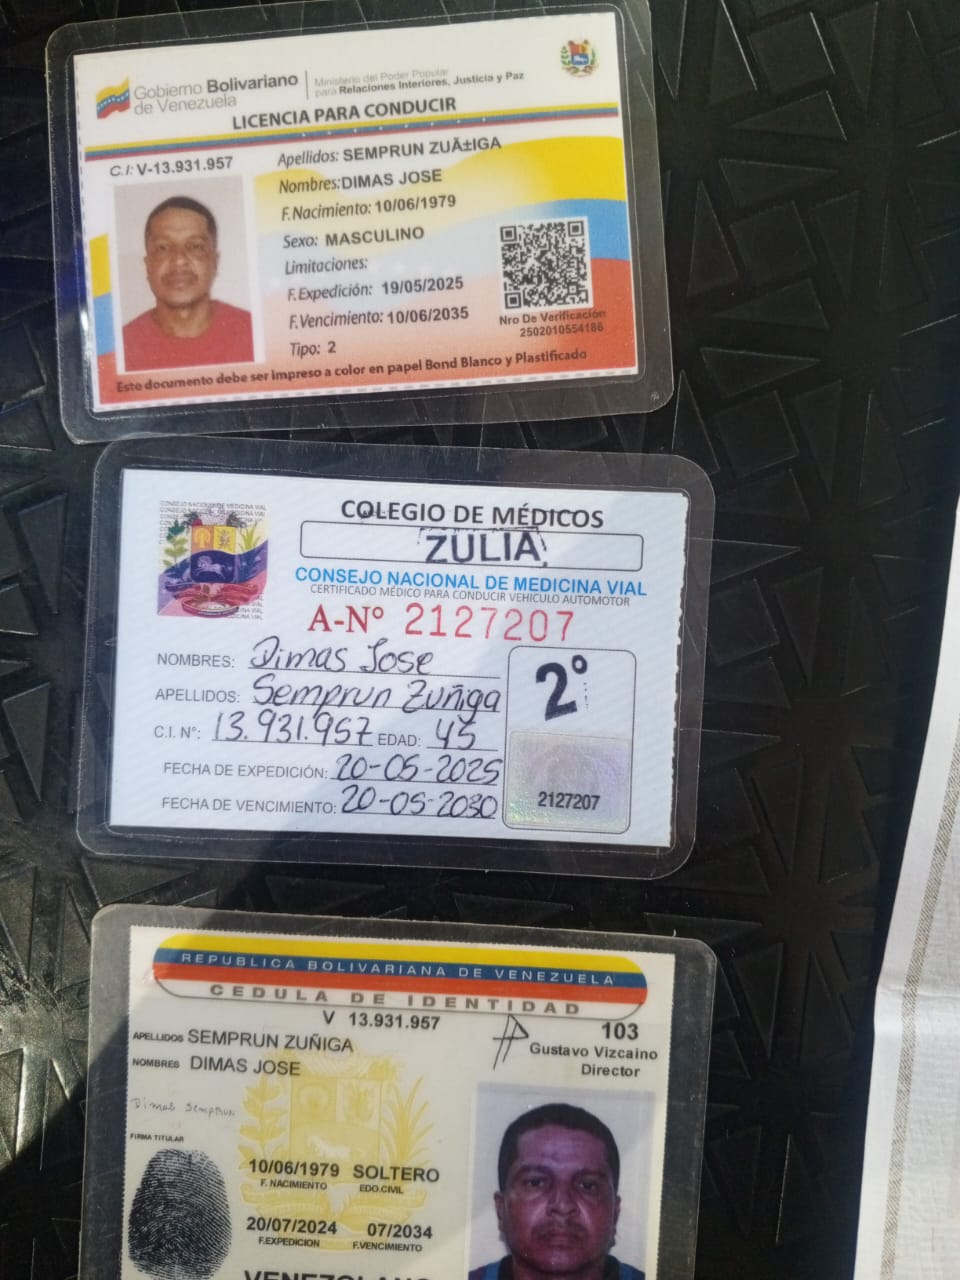 Gobierno Bolivariano de Venezuela
Ministerio del Poder Popular para Relaciones Interiores, Justicia y Paz
LICENCIA PARA CONDUCIR
C.I: V-13.931.957
Apellidos: SEMPRUN ZUÃ±IGA
Nombres:DIMAS JOSE
F.Nacimiento: 10/06/1979
Sexo: MASCULINO
Limitaciones:
F.Expedición: 19/05/2025
F.Vencimiento: 10/06/2035
Tipo: 2
Nro De Verificación
2502010554186
Este documento debe ser impreso a color en papel Bond Blanco y Plastificado
COLEGIO DE MÉDICOS
ZULIA
CONSEJO NACIONAL DE MEDICINA VIAL
CERTIFICADO MÉDICO PARA CONDUCIR VEHICULO AUTOMOTOR
A-Nº 2127207
NOMBRES: Dimas Jose
APELLIDOS: Semprun Zuñiga
C.I. N°: 13.931.957 EDAD: 45
FECHA DE EXPEDICIÓN: 20-05-2025
FECHA DE VENCIMIENTO: 20-05-2030
2º
2127207
REPUBLICA BOLIVARIANA DE VENEZUELA
CEDULA DE IDENTIDAD
V 13.931.957
APELLIDOS SEMPRUN ZUÑIGA
NOMBRES DIMAS JOSE
103
Gustavo Vizcaino
Director
Dimas Semprun
FIRMA TITULAR
10/06/1979 SOLTERO
F. NACIMIENTO EDO.CIVIL
20/07/2024 07/2034
F.EXPEDICION F.VENCIMIENTO
VENEZOLANO